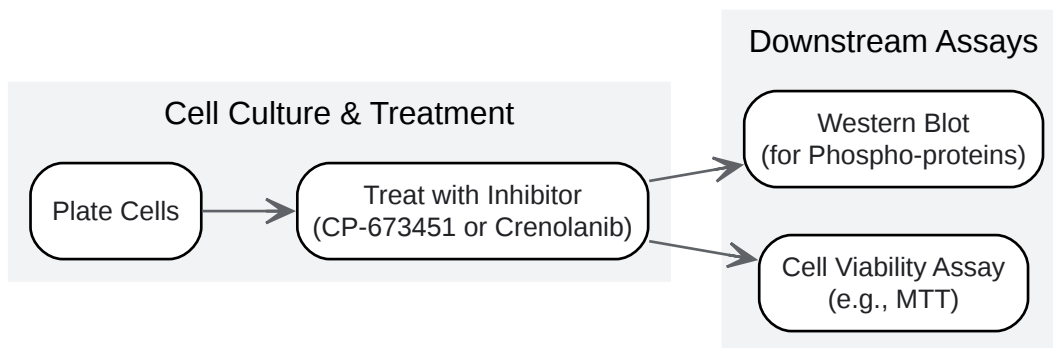 Cell Culture & Treatment
Plate Cells
Treat with Inhibitor
(CP-673451 or Crenolanib)
Downstream Assays
Western Blot
(for Phospho-proteins)
Cell Viability Assay
(e.g., MTT)